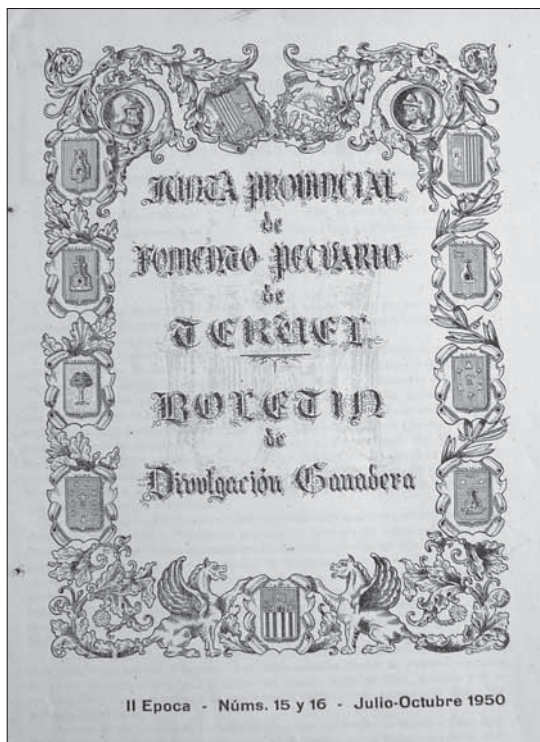 JUNTA PROVINCIAL
de
FOMENTO PECUARIO
de
TERUEL
BOLETIN
de
Divulgación Ganadera
II Epoca - Núms. 15 y 16 - Julio-Octubre 1950